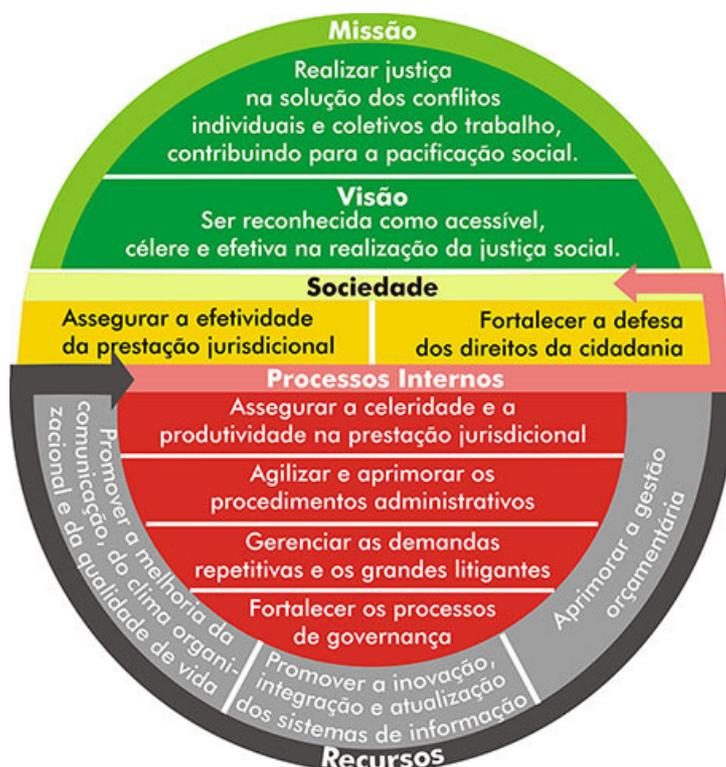 Missão
Realizar justiça
na solução dos conflitos
individuais e coletivos do trabalho,
contribuindo para a pacificação social.
Visão
Ser reconhecida como acessível,
célere e efetiva na realização da justiça social.
Sociedade
Assegurar a efetividade
da prestação jurisdicional
Fortalecer a defesa
dos direitos da cidadania
Processos Internos
Assegurar a celeridade e a
produtividade na prestação jurisdicional
Agilizar e aprimorar os
procedimentos administrativos
Gerenciar as demandas
repetitivas e os grandes litigantes
Fortalecer os processos
de governança
Promover a melhoria da
comunicação, do clima organi-
zacional e da qualidade de vida
Promover a inovação,
integração e atualização
dos sistemas de informação
Aprimorar a gestão
orçamentária
Recursos